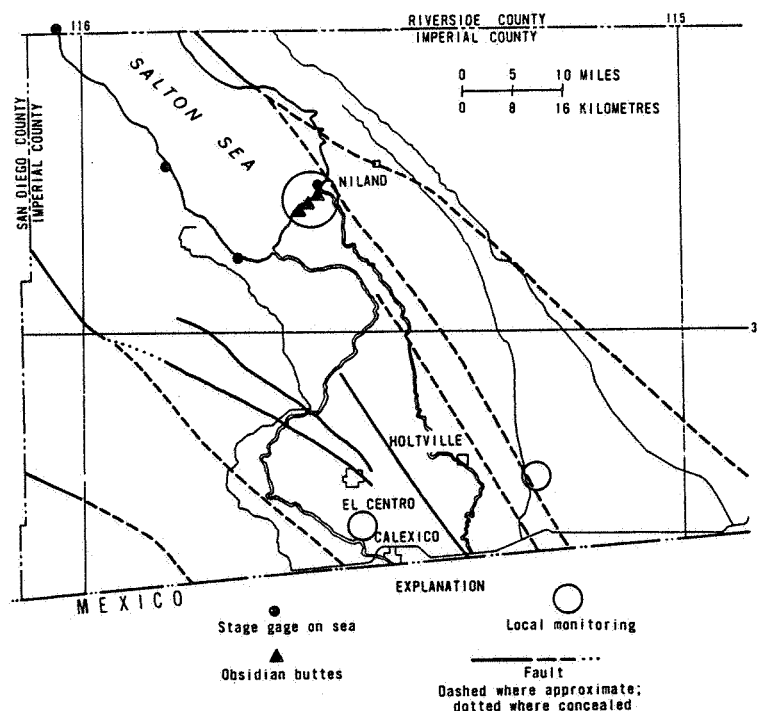 116
RIVERSIDE COUNTY
115
IMPERIAL COUNTY
0 5 10 MILES
0 8 16 KILOMETRES
SALTON SEA
SAN DIEGO COUNTY
IMPERIAL COUNTY
NILAND
3
HOLTVILLE
EL CENTRO
CALEXICO
MEXICO
EXPLANATION
Stage gage on sea
Local monitoring
Obsidian buttes
Fault
Dashed where approximate;
dotted where concealed